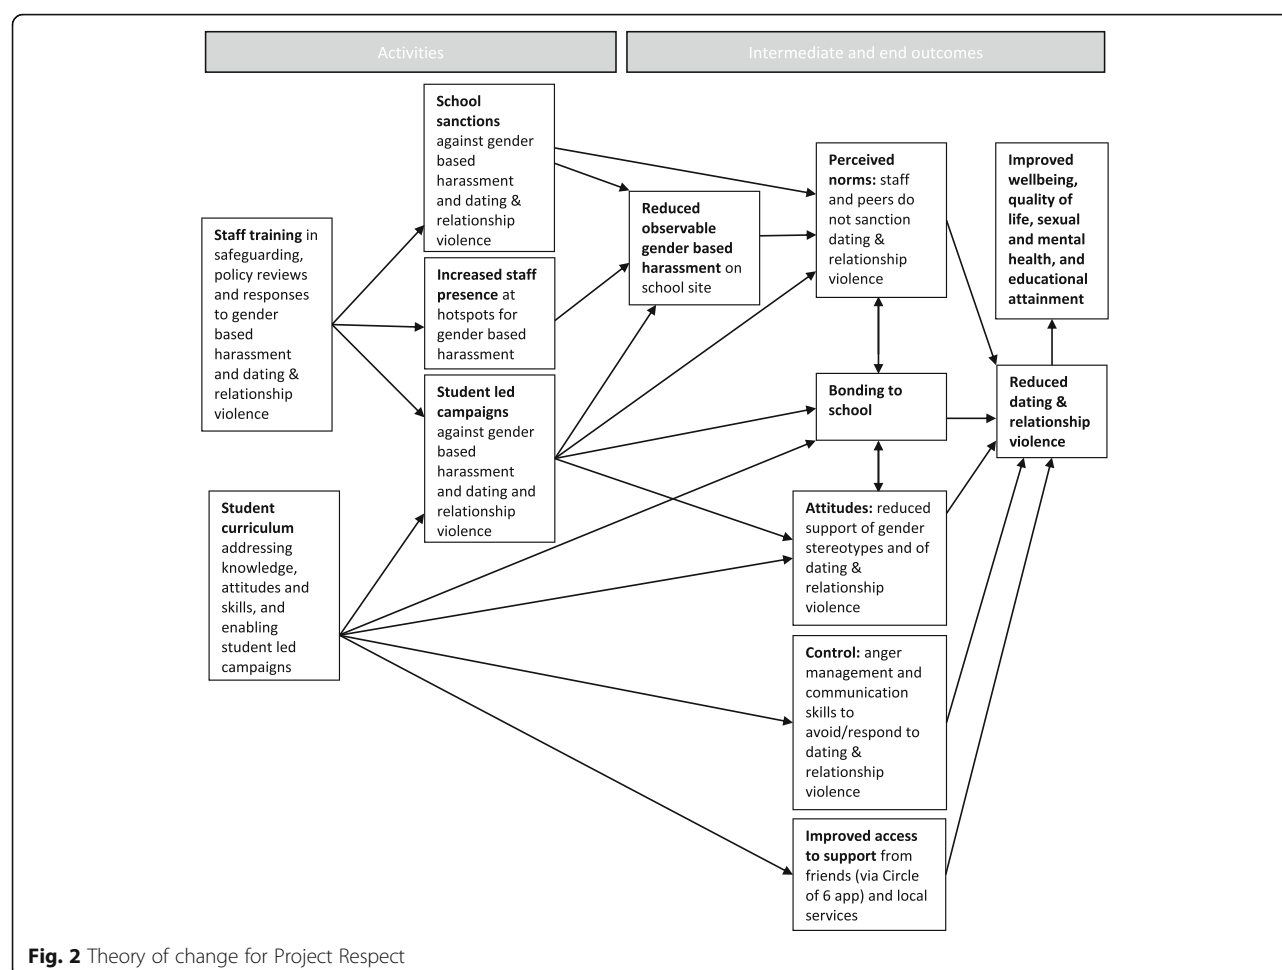 Activities
Intermediate and end outcomes
School
sanctions
against gender
based
harassment
and dating &
relationship
violence
Perceived
norms: staff
and peers do
not sanction
dating &
relationship
violence
Improved
wellbeing,
quality of
life, sexual
and mental
health, and
educational
attainment
Reduced
observable
gender based
harassment on
school site
Staff training in
safeguarding,
policy reviews
and responses
to gender
based
harassment
and dating &
relationship
violence
Increased staff
presence at
hotspots for
gender based
harassment
Student led
campaigns
against gender
based
harassment
and dating and
relationship
violence
Bonding to
school
Reduced
dating &
relationship
violence
Student
curriculum
addressing
knowledge,
attitudes and
skills, and
enabling
student led
campaigns
Attitudes: reduced
support of gender
stereotypes and of
dating &
relationship
violence
Control: anger
management and
communication
skills to
avoid/respond to
dating &
relationship
violence
Improved access
to support from
friends (via Circle
of 6 app) and local
services
Fig. 2 Theory of change for Project Respect